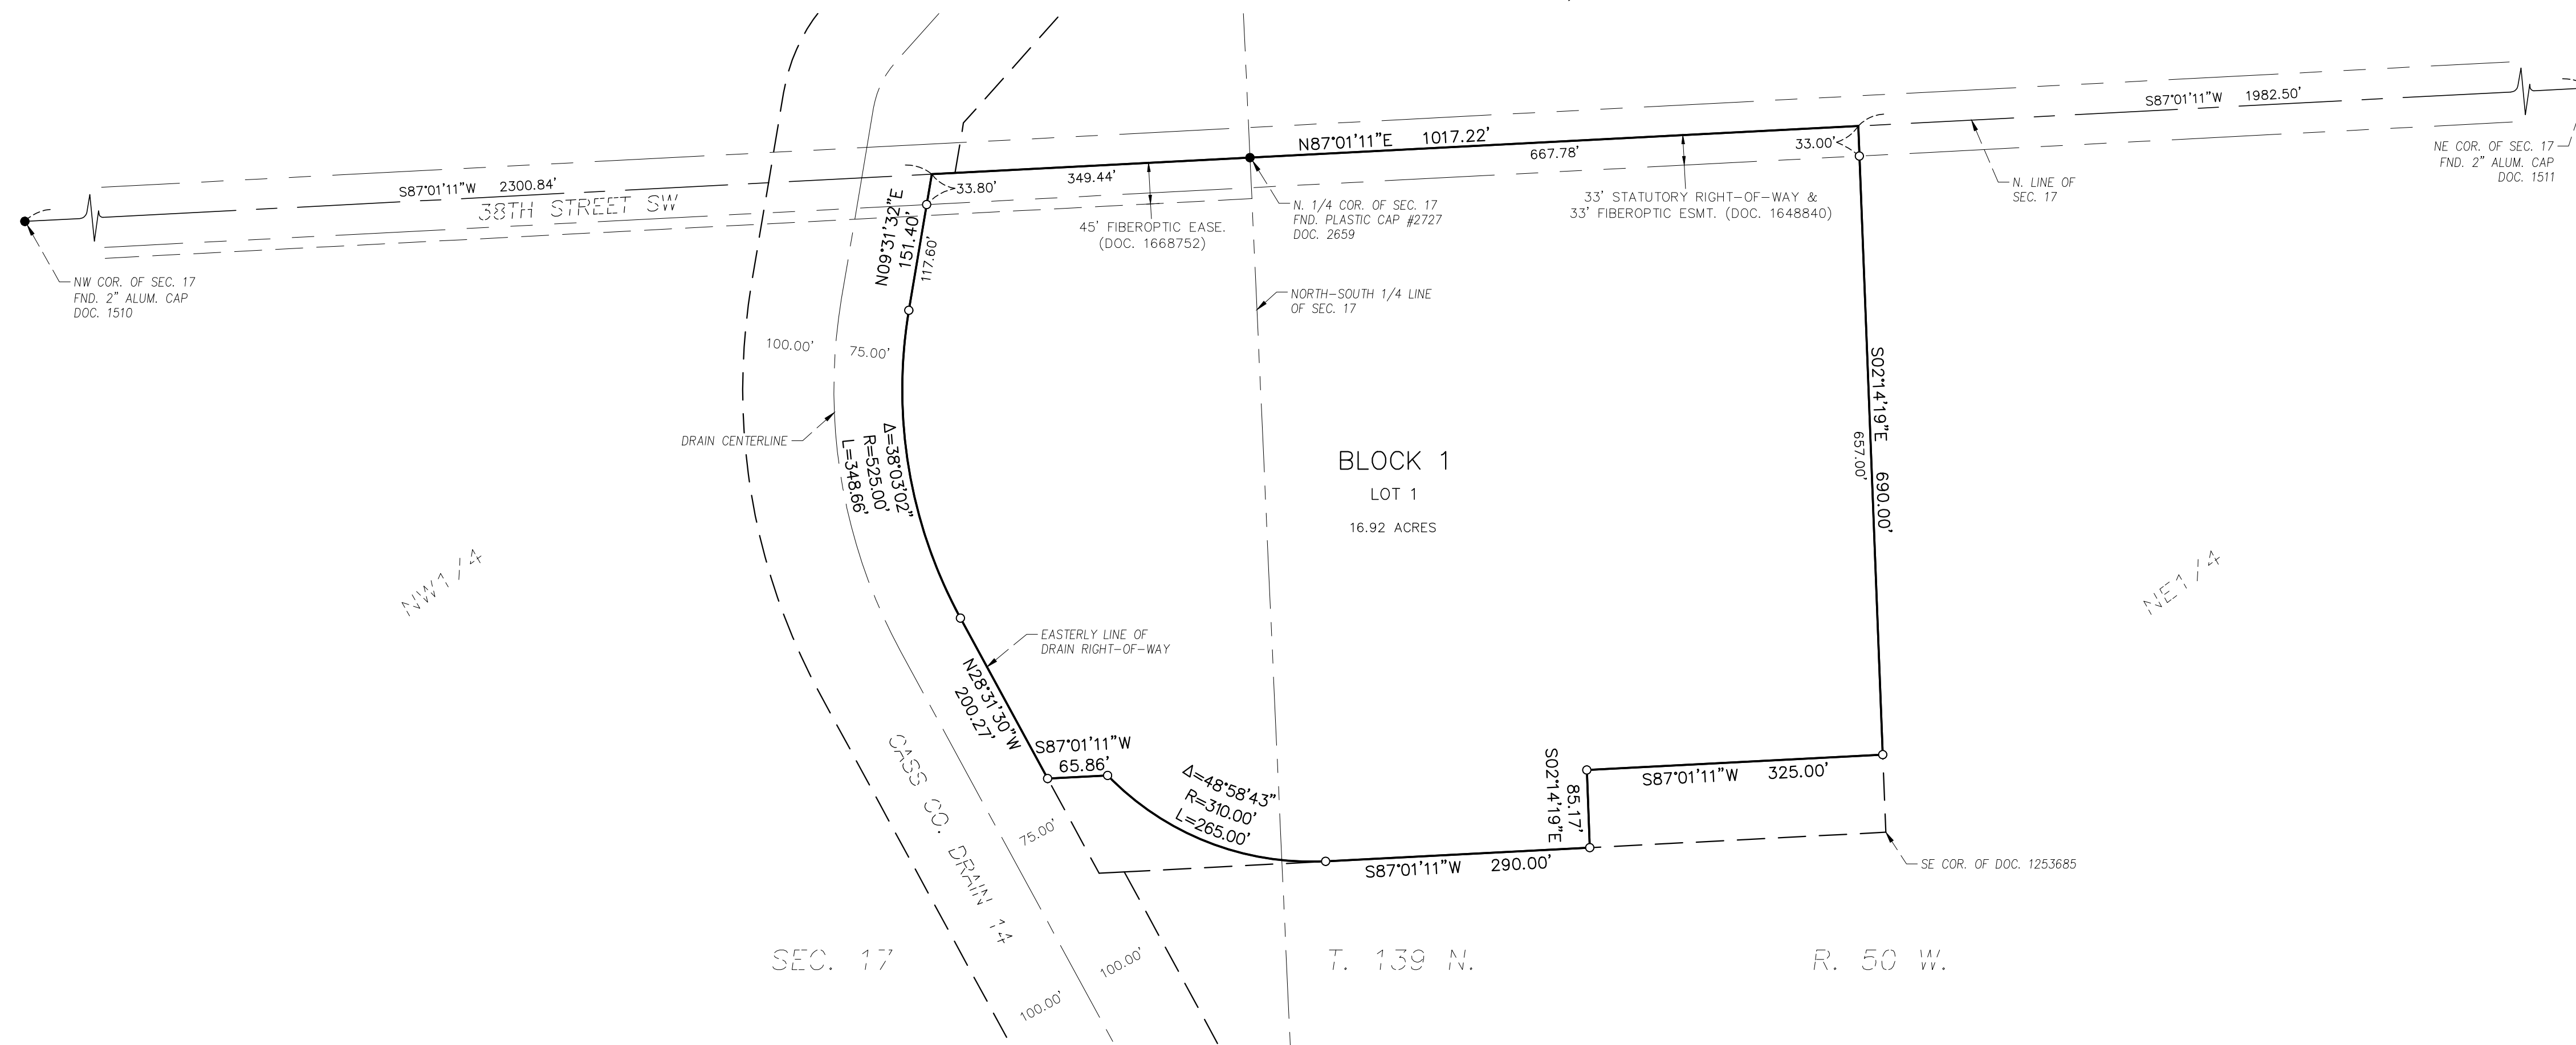 S87°01'11"W 1982.50'
N87°01'11"E 1017.22'
667.78'
33.00'
NE COR. OF SEC. 17
FND. 2" ALUM. CAP
DOC. 1511
N. LINE OF
SEC. 17
S87°01'11"W 2300.84'
38TH STREET SW
33.80'
349.44'
N. 1/4 COR. OF SEC. 17
FND. PLASTIC CAP #2727
DOC. 2659
33' STATUTORY RIGHT-OF-WAY &
33' FIBEROPTIC ESMT. (DOC. 1648840)
45' FIBEROPTIC EASE.
(DOC. 1668752)
N09°31'32"E
151.40'
117.60'
NW COR. OF SEC. 17
FND. 2" ALUM. CAP
DOC. 1510
NORTH-SOUTH 1/4 LINE
OF SEC. 17
100.00'
75.00'
DRAIN CENTERLINE
Δ=38°03'02"
R=525.00'
L=348.66'
BLOCK 1
LOT 1
16.92 ACRES
S02°14'19"E 690.00'
657.00'
NW1/4
NE1/4
EASTERLY LINE OF
DRAIN RIGHT-OF-WAY
N28°31'30"W
200.27'
S87°01'11"W
65.86'
Δ=48°58'43"
R=310.00'
L=265.00'
S02°14'19"E
85.17'
S87°01'11"W 325.00'
S87°01'11"W 290.00'
SE COR. OF DOC. 1253685
CASS CO. DRAIN 14
75.00'
100.00'
100.00'
SEC. 17
T. 139 N.
R. 50 W.